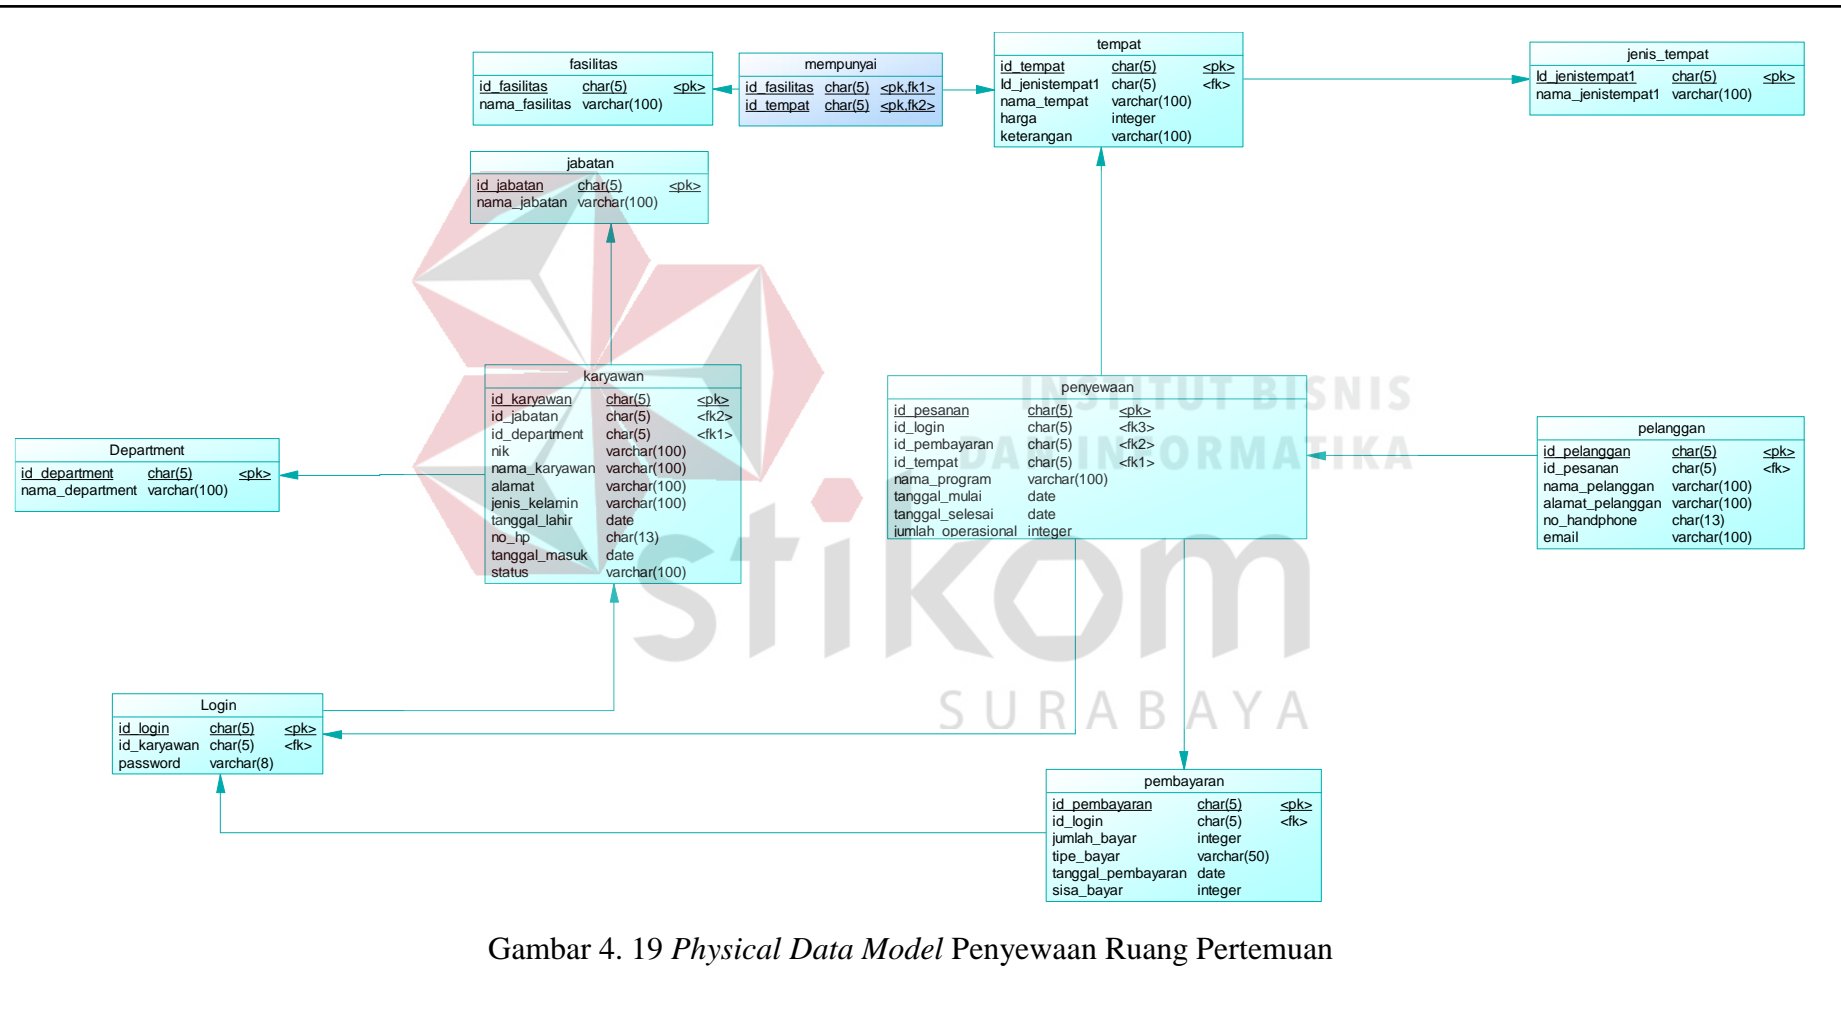 fasilitas
id_fasilitas char(5) <pk>
nama_fasilitas varchar(100)
mempunyai
id_fasilitas char(5) <pk,fk1>
id_tempat char(5) <pk,fk2>
tempat
id_tempat char(5) <pk>
Id_jenistempat1 char(5) <fk>
nama_tempat varchar(100)
harga integer
keterangan varchar(100)
jenis_tempat
Id_jenistempat1 char(5) <pk>
nama_jenistempat1 varchar(100)
jabatan
id_jabatan char(5) <pk>
nama_jabatan varchar(100)
karyawan
id_karyawan char(5) <pk>
id_jabatan char(5) <fk2>
id_department char(5) <fk1>
nik varchar(100)
nama_karyawan varchar(100)
alamat varchar(100)
jenis_kelamin varchar(100)
tanggal_lahir date
no_hp char(13)
tanggal_masuk date
status varchar(100)
penyewaan
id_pesanan char(5) <pk>
id_login char(5) <fk3>
id_pembayaran char(5) <fk2>
id_tempat char(5) <fk1>
nama_program varchar(100)
tanggal_mulai date
tanggal_selesai date
jumlah_operasional integer
pelanggan
id_pelanggan char(5) <pk>
id_pesanan char(5) <fk>
nama_pelanggan varchar(100)
alamat_pelanggan varchar(100)
no_handphone char(13)
email varchar(100)
Department
id_department char(5) <pk>
nama_department varchar(100)
Login
id_login char(5) <pk>
id_karyawan char(5) <fk>
password varchar(8)
pembayaran
id_pembayaran char(5) <pk>
id_login char(5) <fk>
jumlah_bayar integer
tipe_bayar varchar(50)
tanggal_pembayaran date
sisa_bayar integer
INSTITUT BISNIS
DAN INFORMATIKA
stikom
SURABAYA
Gambar 4. 19 Physical Data Model Penyewaan Ruang Pertemuan